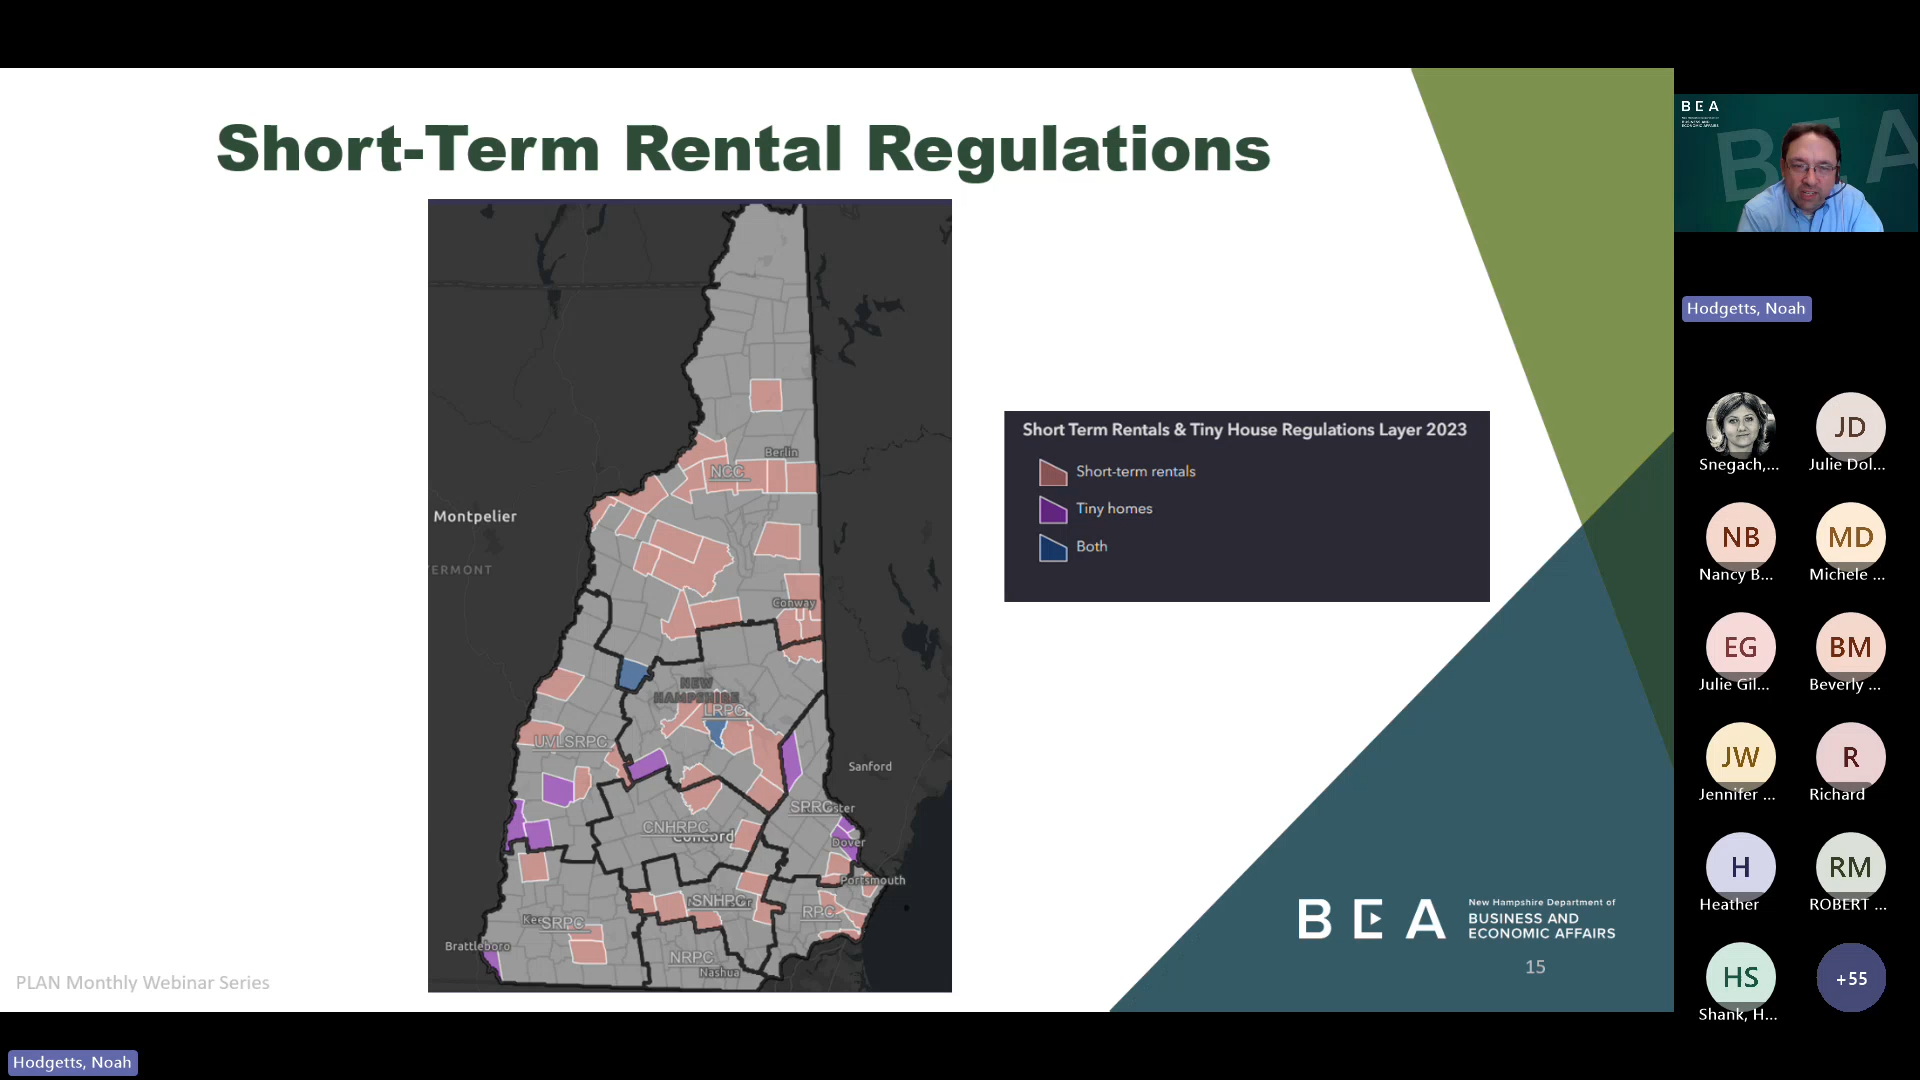 Short-Term Rental Regulations
Berlin
NCC
Montpelier
VERMONT
Conway
NEW
HAMPSHIRE
LRPC
UVLSRPC
Sanford
SRPC
CNHRPC
Concord
Dover
Portsmouth
SNHPC
RPC
SRPC
Brattleboro
NRPC
Nashua
Short Term Rentals & Tiny House Regulations Layer 2023
Short-term rentals
Tiny homes
Both
BEA
New Hampshire Department of
BUSINESS AND
ECONOMIC AFFAIRS
15
PLAN Monthly Webinar Series
Hodgetts, Noah
BEA
BEA
Hodgetts, Noah
Snegach,...
JD
Julie Dol...
NB
Nancy B...
MD
Michele ...
EG
Julie Gil...
BM
Beverly ...
JW
Jennifer ...
R
Richard
H
Heather
RM
ROBERT ...
HS
Shank, H...
+55